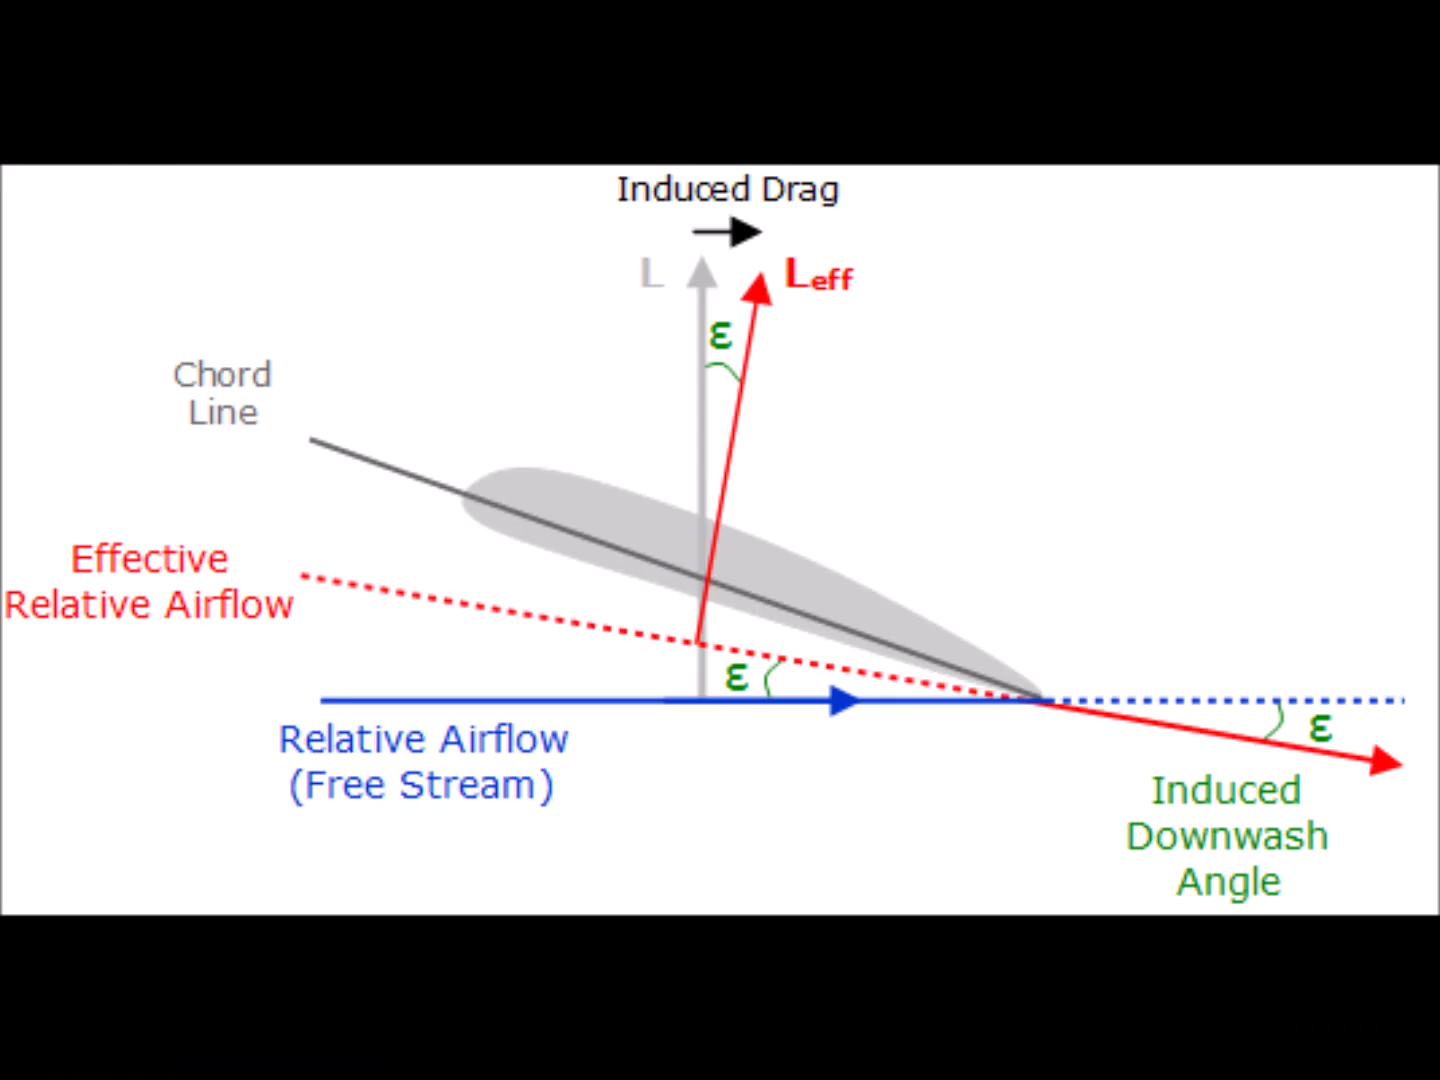 Induced Drag
L
Leff
ε
Chord
Line
Effective
Relative Airflow
ε
Relative Airflow
(Free Stream)
ε
Induced
Downwash
Angle